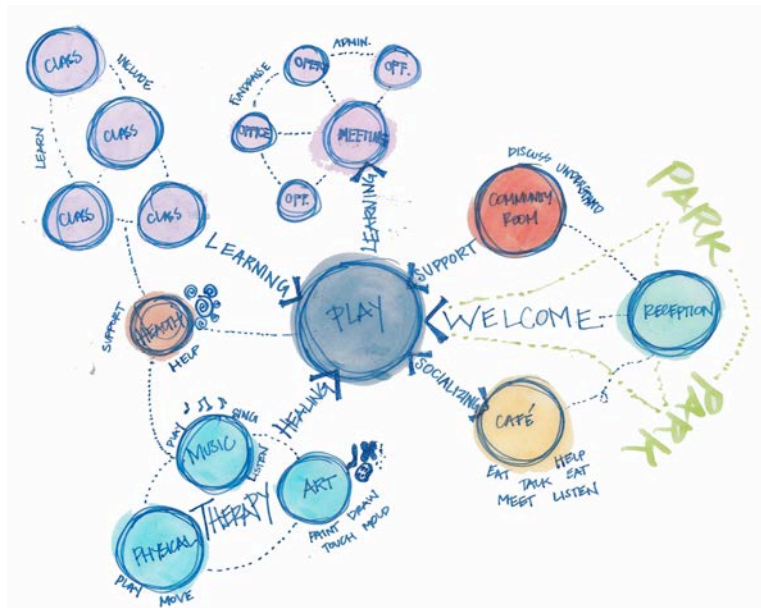 CLASS
INCLUDE
CLASS
LEARN
CLASS
CLASS
ADMIN.
OPEN
OFF.
FUNDRAISE
OFFICE
MEETING
OFF.
LEARNING
LEARNING
DISCUSS UNDERSTAND
COMMUNITY
ROOM
SUPPORT
PARK
PLAY
WELCOME
RECEPTION
SUPPORT
HEALTH
HELP
SOCIALIZING
PARK
CAFÉ
EAT
TALK
MEET
HELP
EAT
LISTEN
HEALING
PLAY
SING
MUSIC
LISTEN
ART
PAINT DRAW
TOUCH MOLD
THERAPY
PHYSICAL
PLAY
MOVE